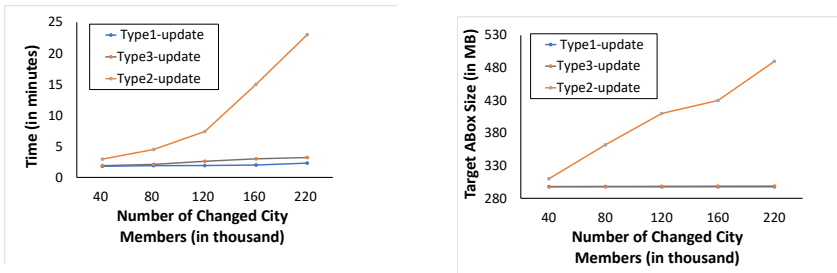 25
20
15
10
5
0
Time (in minutes)
Type1-update
Type3-update
Type2-update
40 80 120 160 220
Number of Changed City
Members (in thousand)
530
480
430
380
330
280
Target ABox Size (in MB)
Type1-update
Type3-update
Type2-update
40 80 120 160 220
Number of Changed City
Members (in thousand)